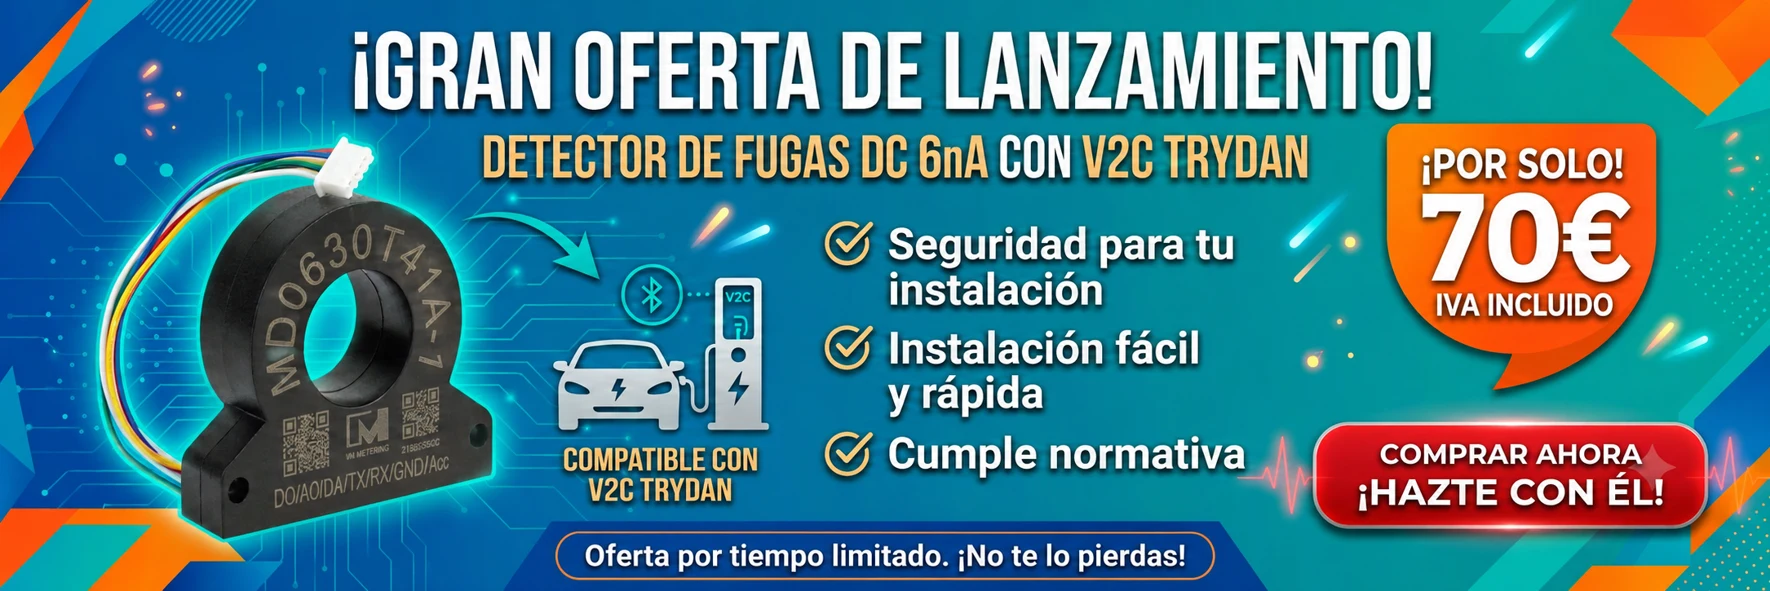 ¡GRAN OFERTA DE LANZAMIENTO!
DETECTOR DE FUGAS DC 6nA CON V2C TRYDAN
¡POR SOLO!
70€
IVA INCLUIDO
MD0630T41A-1
VM METERING
DO/AO/DA/TX/RX/GND/Acc
V2C
COMPATIBLE CON
V2C TRYDAN
Seguridad para tu
instalación
Instalación fácil
y rápida
Cumple normativa
COMPRAR AHORA
¡HAZTE CON ÉL!
Oferta por tiempo limitado. ¡No te lo pierdas!